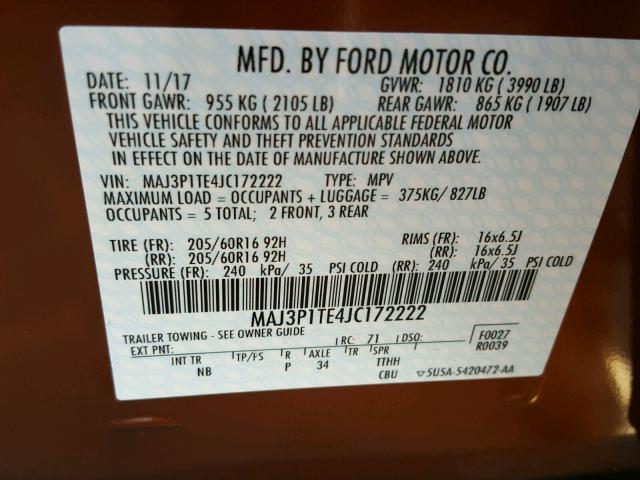 MFD. BY FORD MOTOR CO.
DATE: 11/17 GVWR: 1810 KG ( 3990 LB)
FRONT GAWR: 955 KG ( 2105 LB) REAR GAWR: 865 KG ( 1907 LB)
THIS VEHICLE CONFORMS TO ALL APPLICABLE FEDERAL MOTOR
VEHICLE SAFETY AND THEFT PREVENTION STANDARDS
IN EFFECT ON THE DATE OF MANUFACTURE SHOWN ABOVE.
VIN: MAJ3P1TE4JC172222 TYPE: MPV
MAXIMUM LOAD = OCCUPANTS + LUGGAGE = 375KG/ 827LB
OCCUPANTS = 5 TOTAL; 2 FRONT, 3 REAR
TIRE (FR): 205/60R16 92H RIMS (FR): 16x6.5J
(RR): 205/60R16 92H (RR): 16x6.5J
PRESSURE (FR): 240 kPa/ 35 PSI COLD (RR): 240 kPa/ 35 PSI COLD
MAJ3P1TE4JC172222
TRAILER TOWING - SEE OWNER GUIDE
EXT PNT: RC: 71 DSO: F0027
R0039
INT TR TP/PS R AXLE TR SPR
NB P 34 TTHH
CBU 5U5A-5420472-AA